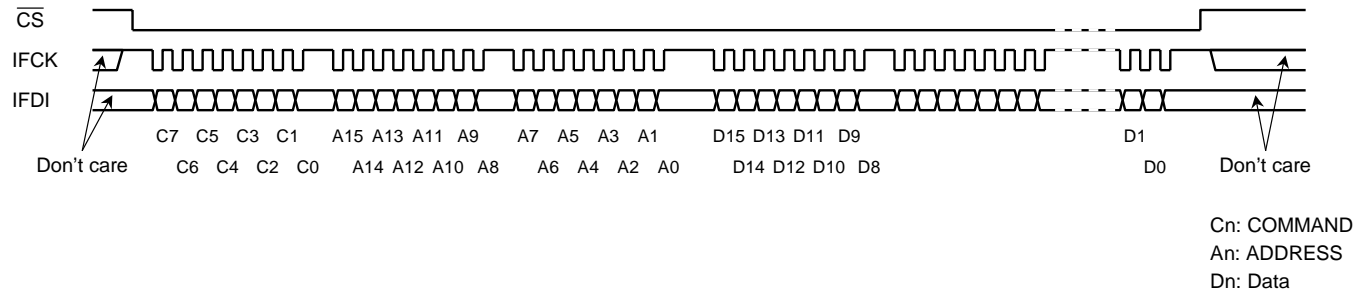 CS
IFCK
IFDI
C7 C5 C3 C1 A15 A13 A11 A9 A7 A5 A3 A1 D15 D13 D11 D9 D1
Don't care C6 C4 C2 C0 A14 A12 A10 A8 A6 A4 A2 A0 D14 D12 D10 D8 D0 Don't care
Cn: COMMAND
An: ADDRESS
Dn: Data